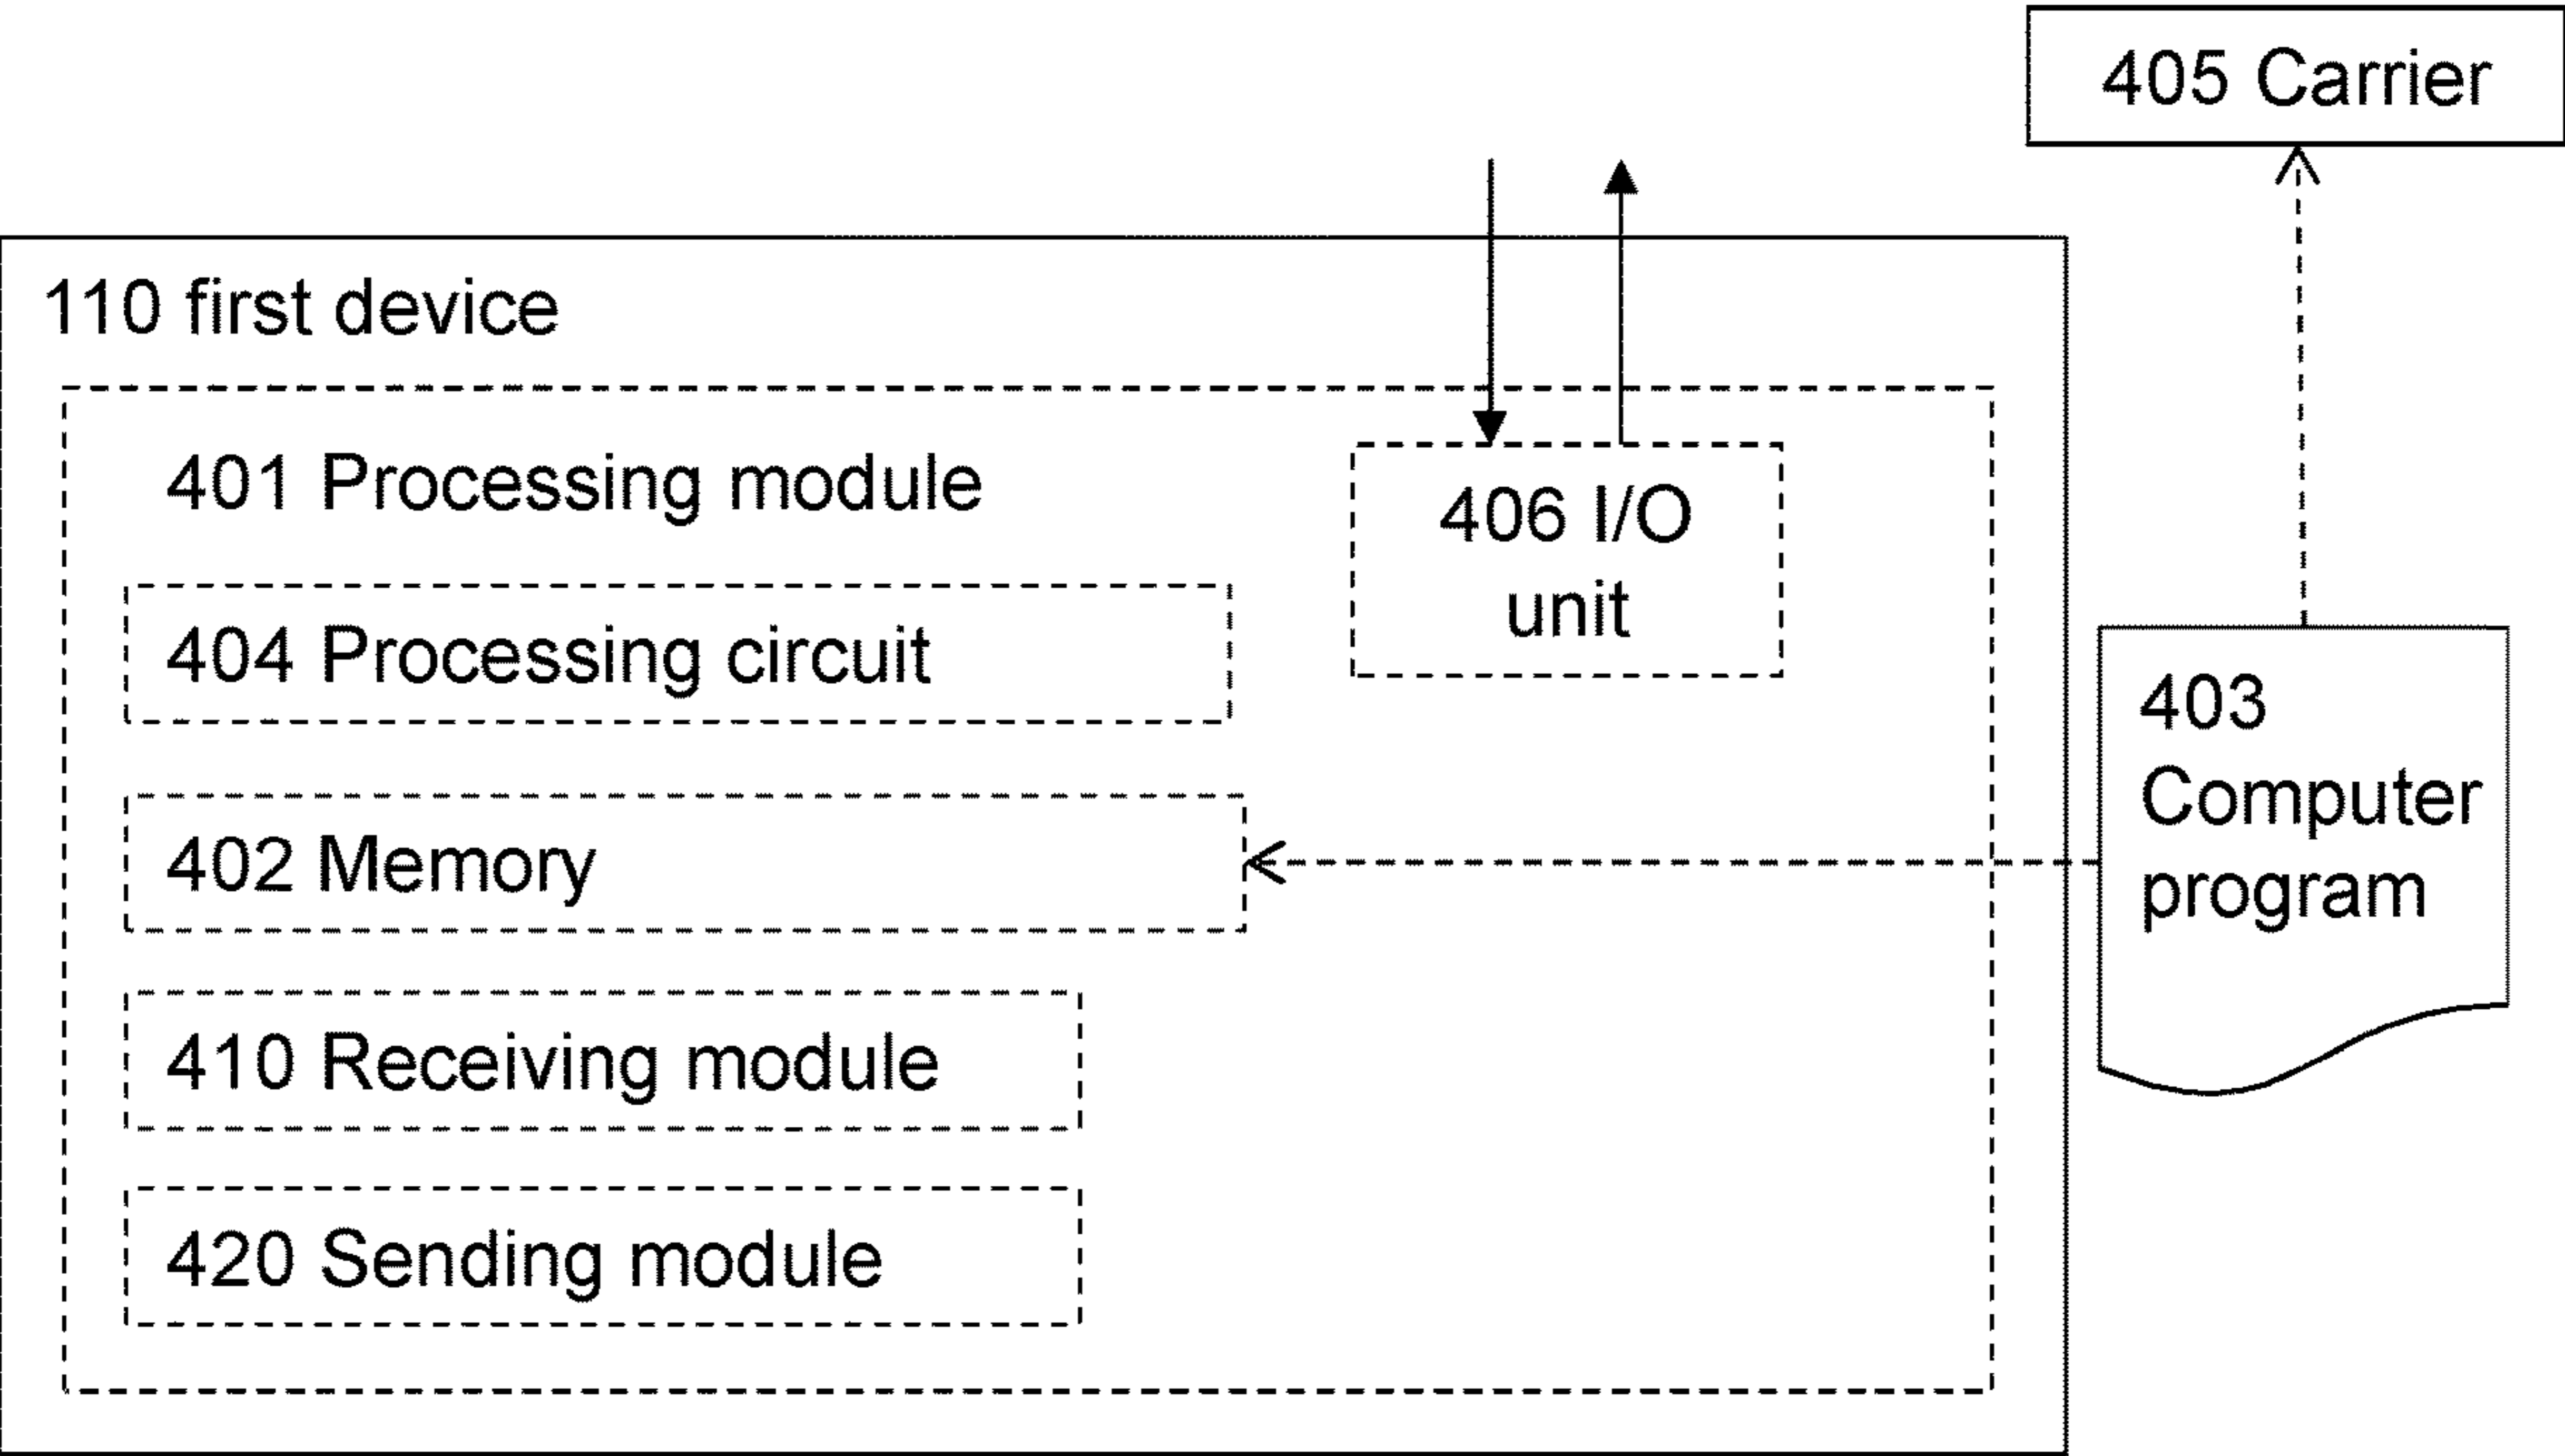 405 Carrier
110 first device
401 Processing module
406 I/O
unit
404 Processing circuit
403
Computer
program
402 Memory
410 Receiving module
420 Sending module